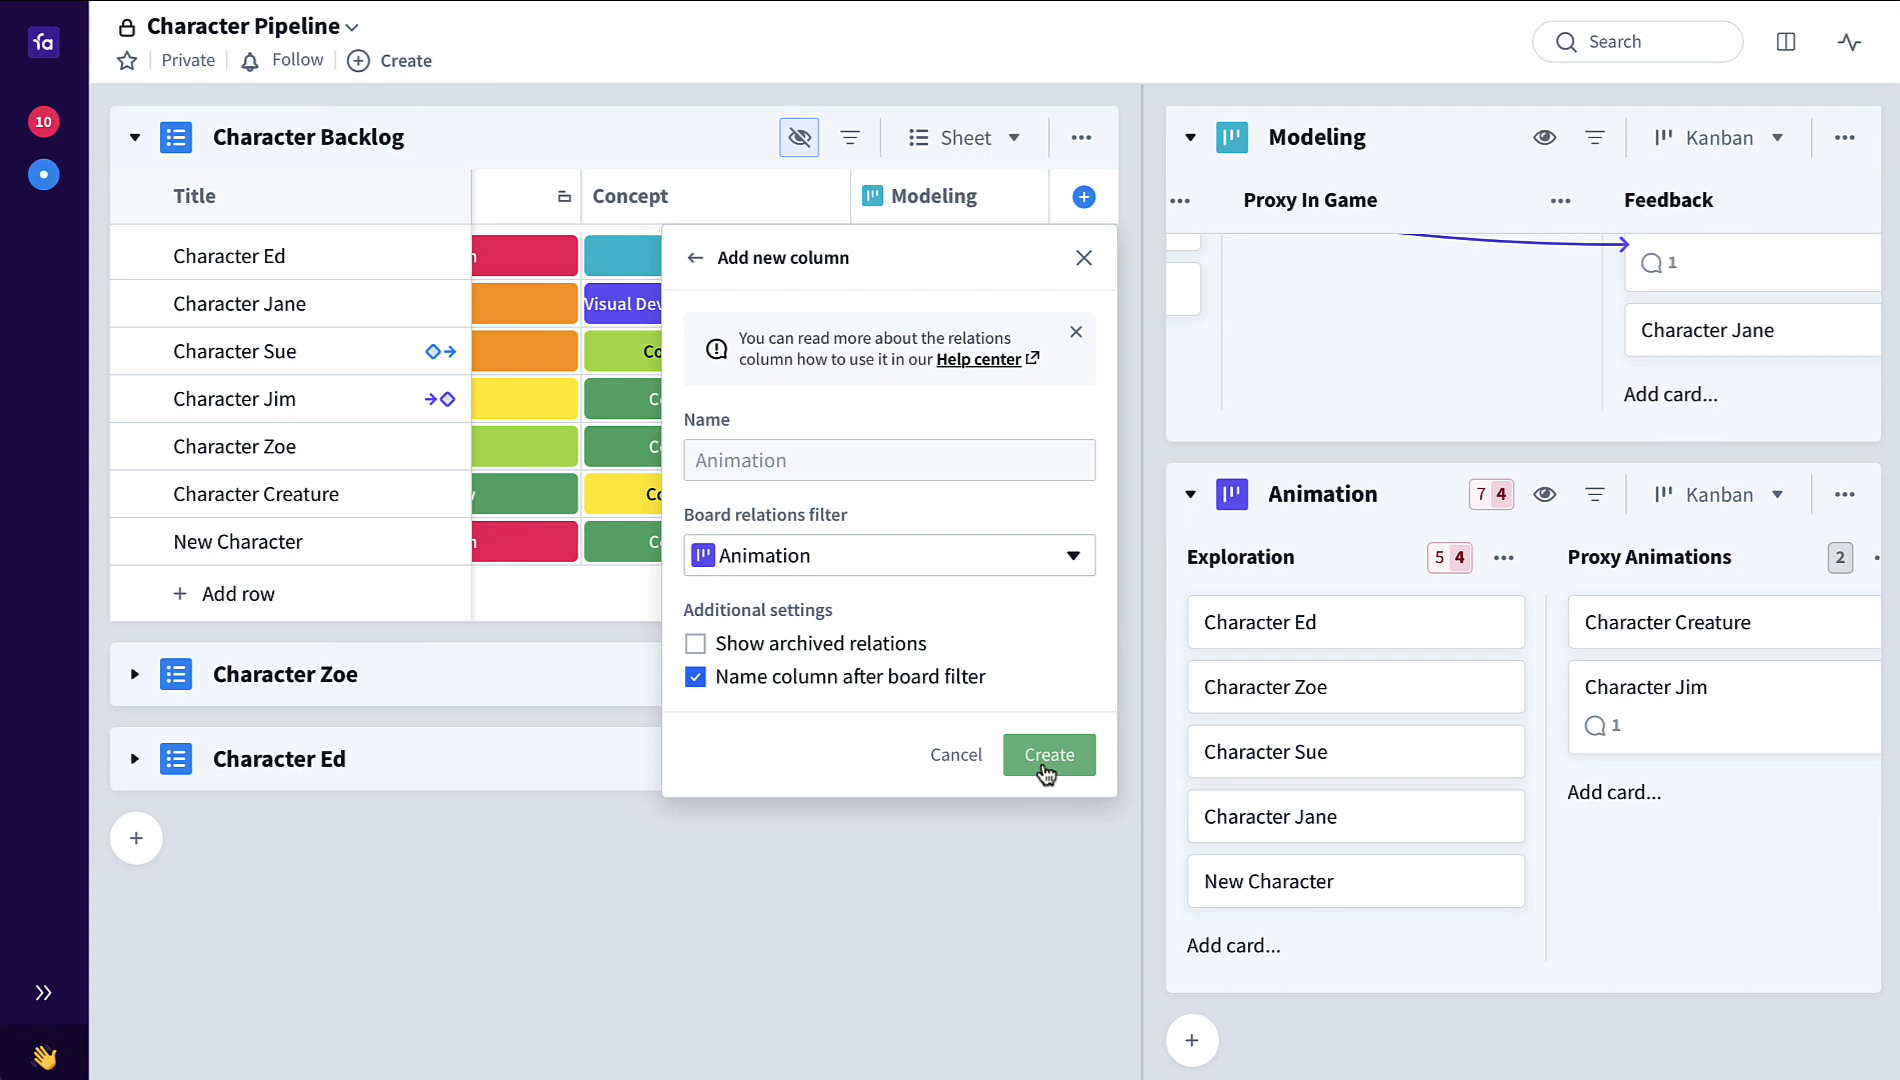 fa
Character Pipeline
Private
Follow
Create
Search
10
Character Backlog
Sheet
Title
Concept
Modeling
Character Ed
Character Jane
Visual Dev
Character Sue
Co
Character Jim
Character Zoe
Character Creature
Co
New Character
Add row
Character Zoe
Character Ed
Add new column
You can read more about the relations
column how to use it in our Help center
Name
Animation
Board relations filter
Animation
Additional settings
Show archived relations
Name column after board filter
Cancel
Create
Modeling
Kanban
Proxy In Game
Feedback
1
Character Jane
Add card...
Animation
7 4
Kanban
Exploration
5 4
Proxy Animations
2
Character Ed
Character Zoe
Character Sue
Character Jane
New Character
Add card...
Character Creature
Character Jim
1
Add card...